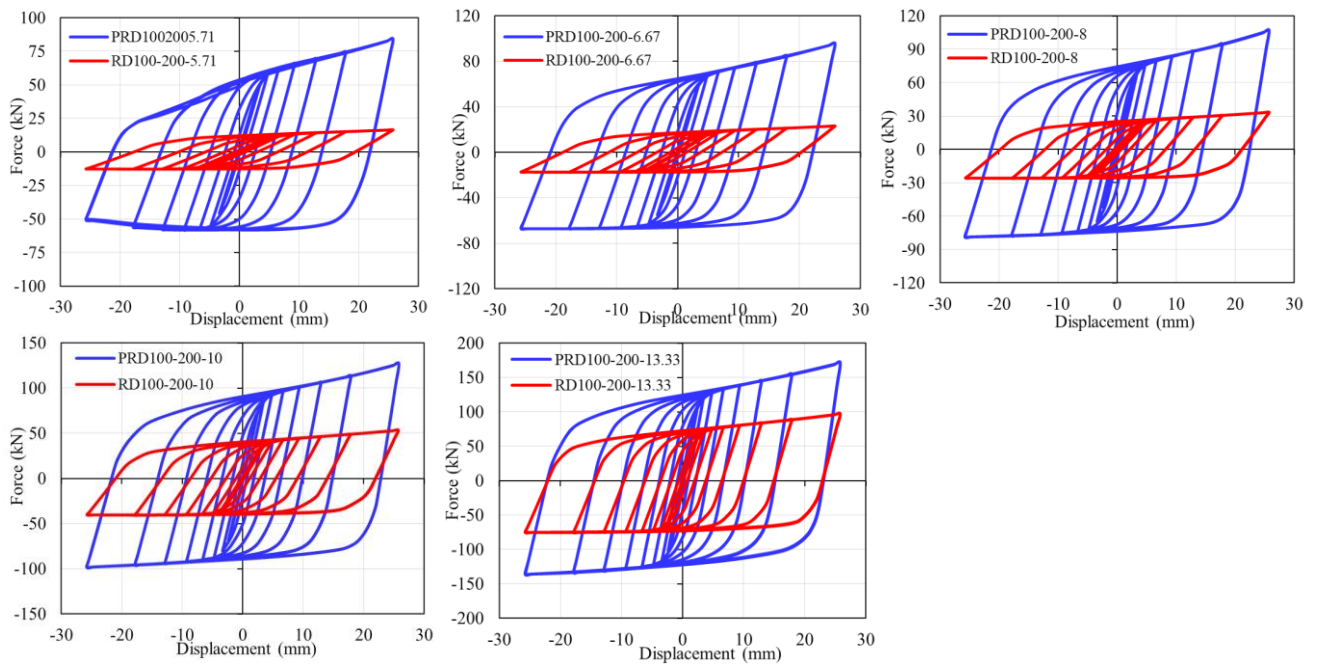 100
75
50
25
0
-25
-50
-75
-100
Force (kN)
PRD1002005.71
RD100-200-5.71
-30 -20 -10 0 10 20 30
Displacement (mm)
120
80
40
0
-40
-80
-120
Force (kN)
PRD100-200-6.67
RD100-200-6.67
-30 -20 -10 0 10 20 30
Displacement (mm)
120
90
60
30
0
-30
-60
-90
-120
Force (kN)
PRD100-200-8
RD100-200-8
-30 -20 -10 0 10 20 30
Displacement (mm)
150
100
50
0
-50
-100
-150
Force (kN)
PRD100-200-10
RD100-200-10
-30 -20 -10 0 10 20 30
Displacement (mm)
200
150
100
50
0
-50
-100
-150
-200
Force (kN)
PRD100-200-13.33
RD100-200-13.33
-30 -20 -10 0 10 20 30
Displacement (mm)